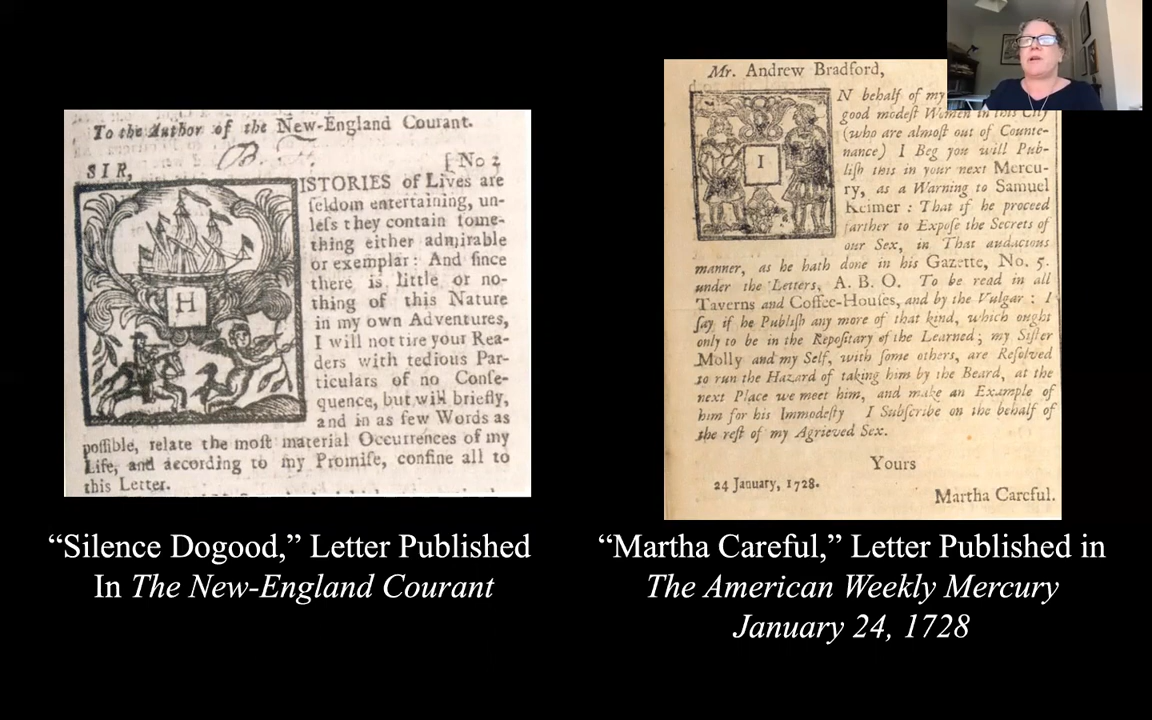 To the Author of the New-England Courant.
SIR,
[No 2
H
ISTORIES of Lives are
ſeldom entertaining, un-
leſs they contain ſome-
thing either admirable
or exemplar: And ſince
there is little or no-
thing of this Nature
in my own Adventures,
I will not tire your Rea-
ders with tedious Par-
ticulars of no Conſe-
quence, but will briefly,
and in as few Words as
poſſible, relate the moſt material Occurrences of my
Life, and according to my Promiſe, confine all to
this Letter.
“Silence Dogood,” Letter Published
In The New-England Courant
Mr. Andrew Bradford,
I
N behalf of my
good modeſt Women in this City
(who are almoſt out of Counte-
nance) I Beg you will Pub-
liſh this in your next Mercu-
ry, as a Warning to Samuel
Keimer : That if he proceed
farther to Expoſe the Secrets of
our Sex, in That audacious
manner, as he hath done in his Gazette, No. 5.
under the Letters, A. B. O. To be read in all
Taverns and Coffee-Houſes, and by the Vulgar : I
ſay if he Publiſh any more of that kind, which ought
only to be in the Repoſitary of the Learned ; my Siſter
Molly and my Self, with ſome others, are Reſolved
to run the Hazard of taking him by the Beard, at the
next Place we meet him, and make an Example of
him for his Immodeſty I Subſcribe on the behalf of
the reſt of my Agrieved Sex.
Yours
24 January, 1728.
Martha Careful.
“Martha Careful,” Letter Published in
The American Weekly Mercury
January 24, 1728